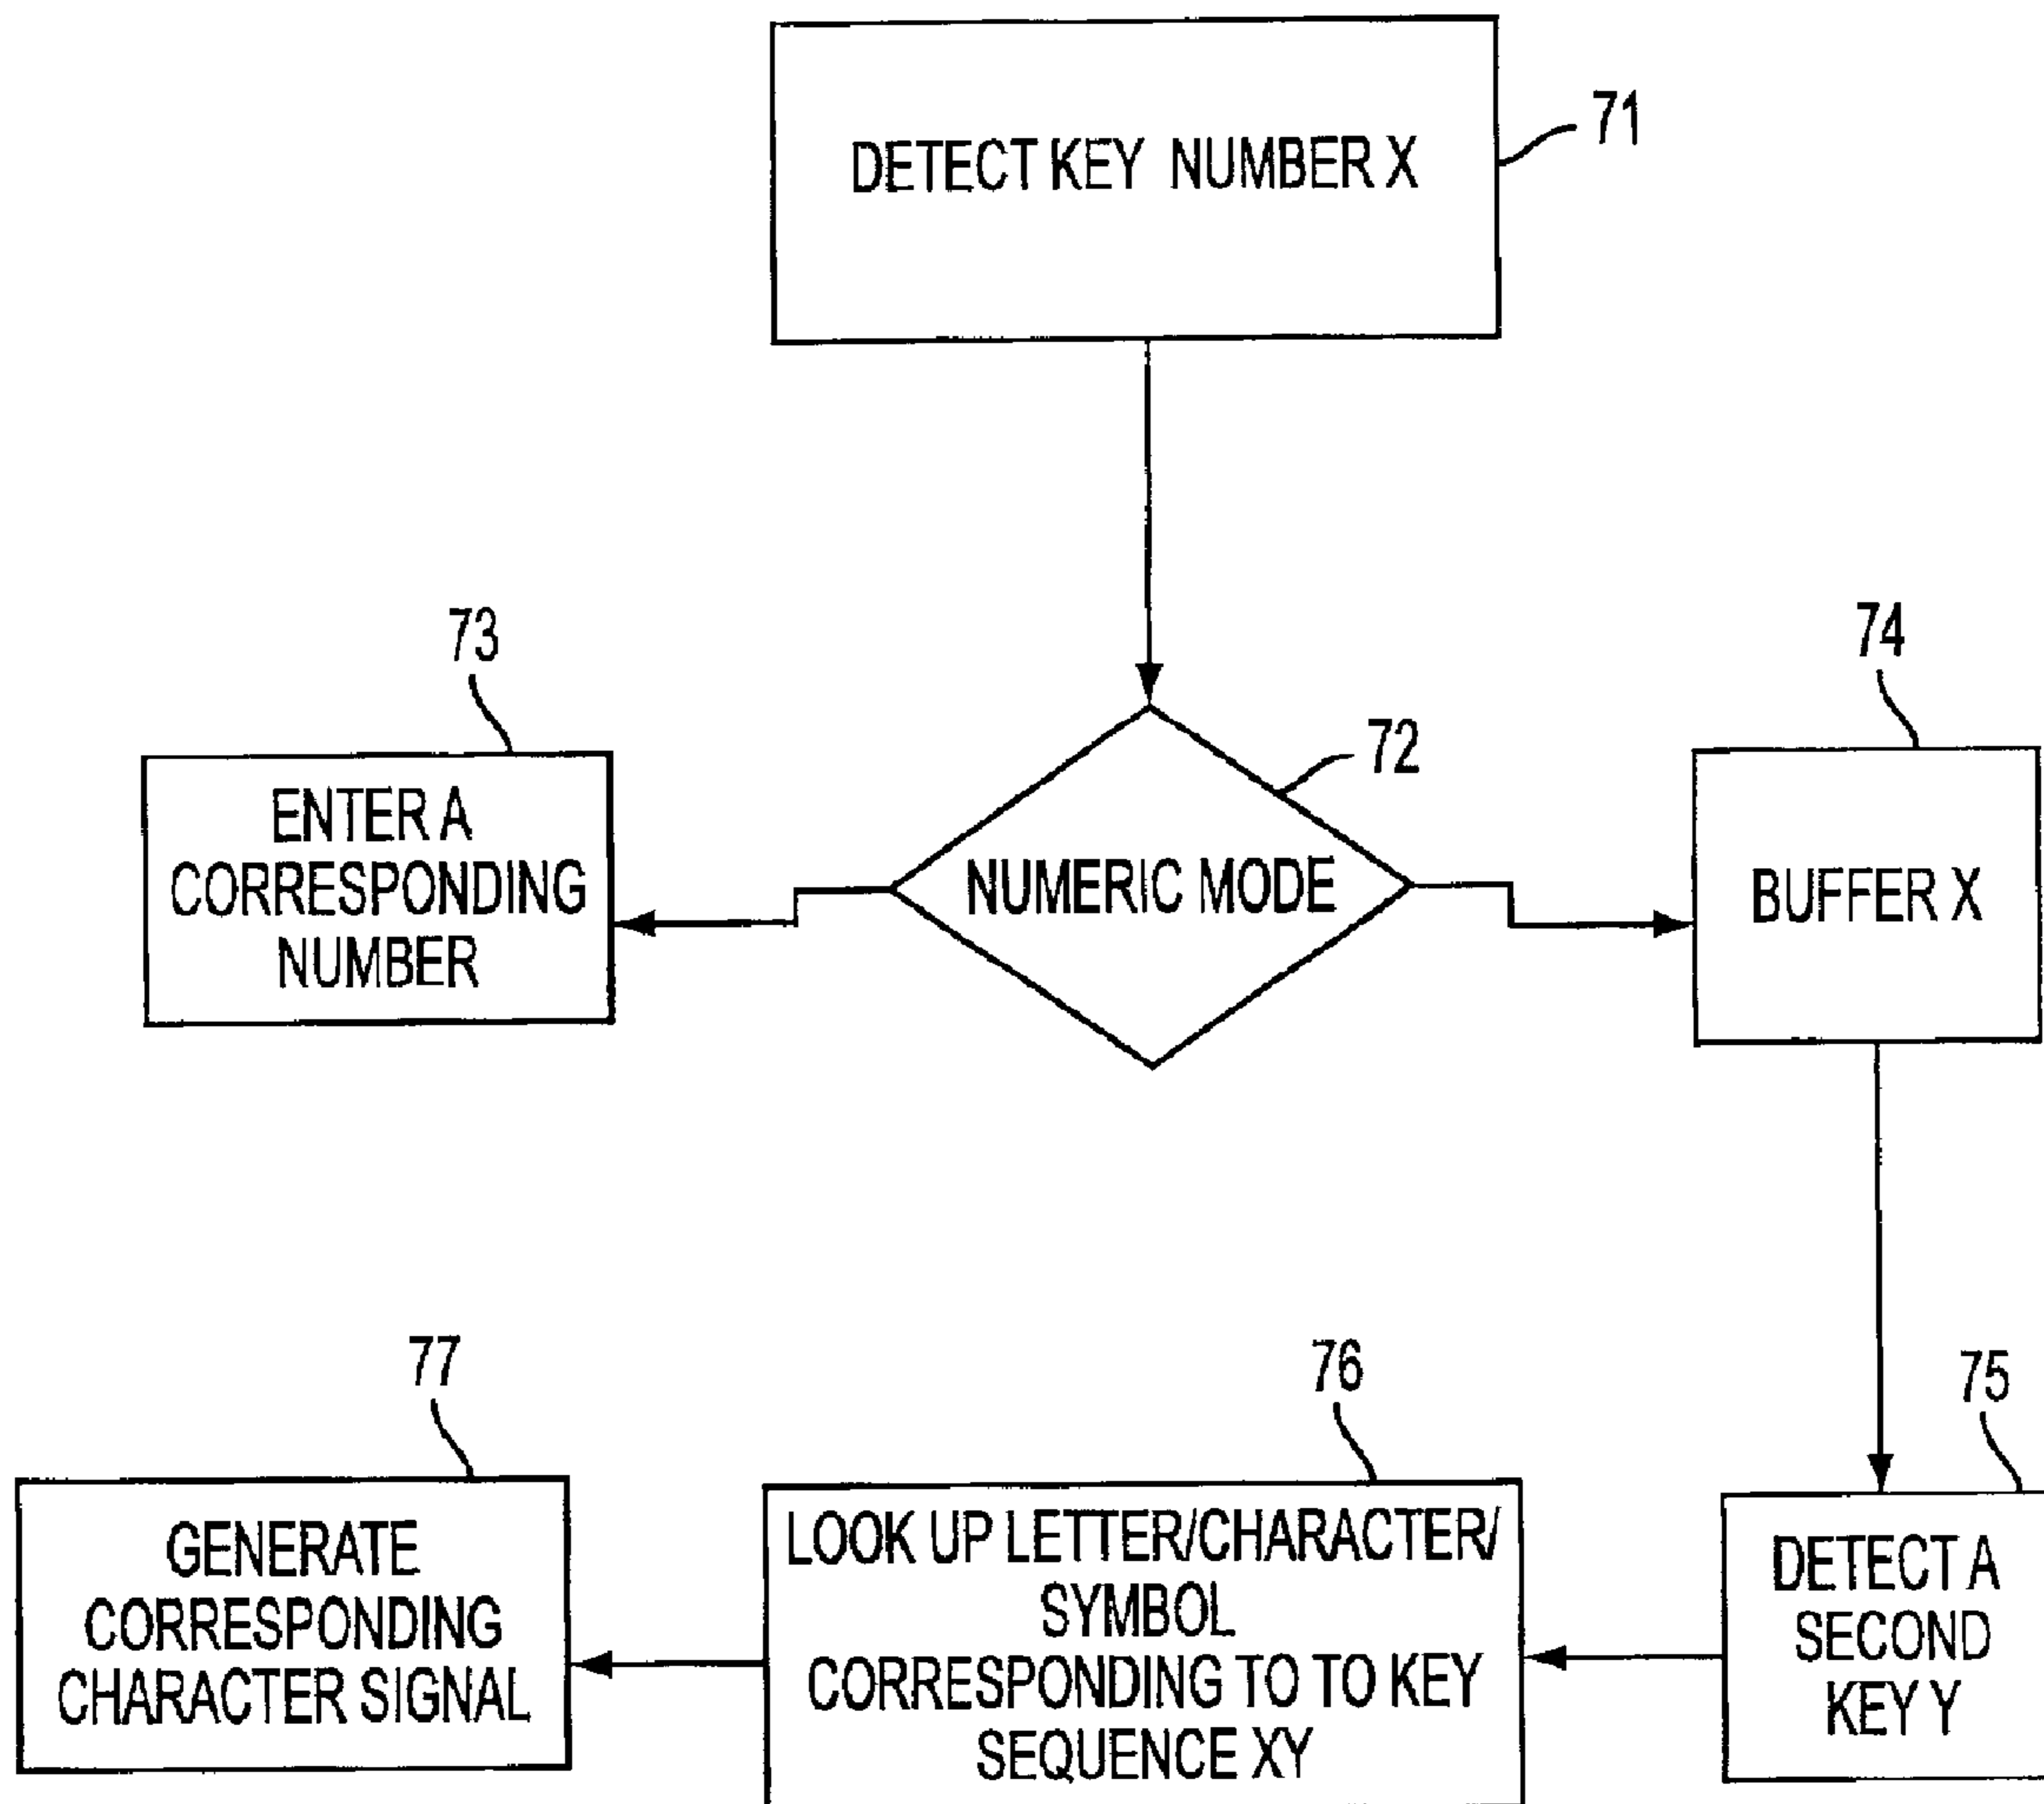 DETECT KEY NUMBER X
71
73
74
72
ENTER A
CORRESPONDING
NUMBER
NUMERIC MODE
BUFFER X
77
76
75
GENERATE
CORRESPONDING
CHARACTER SIGNAL
LOOK UP LETTER/CHARACTER/
SYMBOL
CORRESPONDING TO TO KEY
SEQUENCE XY
DETECT A
SECOND
KEY Y